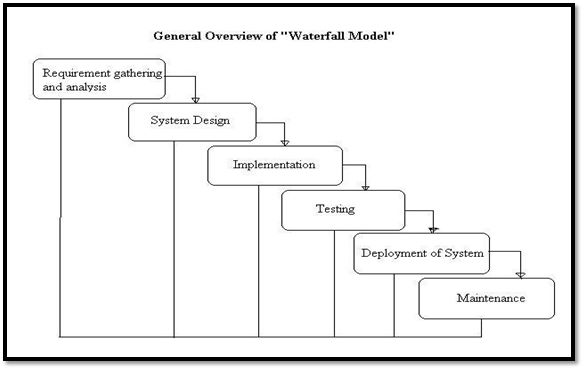 General Overview of "Waterfall Model"
Requirement gathering
and analysis
System Design
Implementation
Testing
Deployment of System
Maintenance